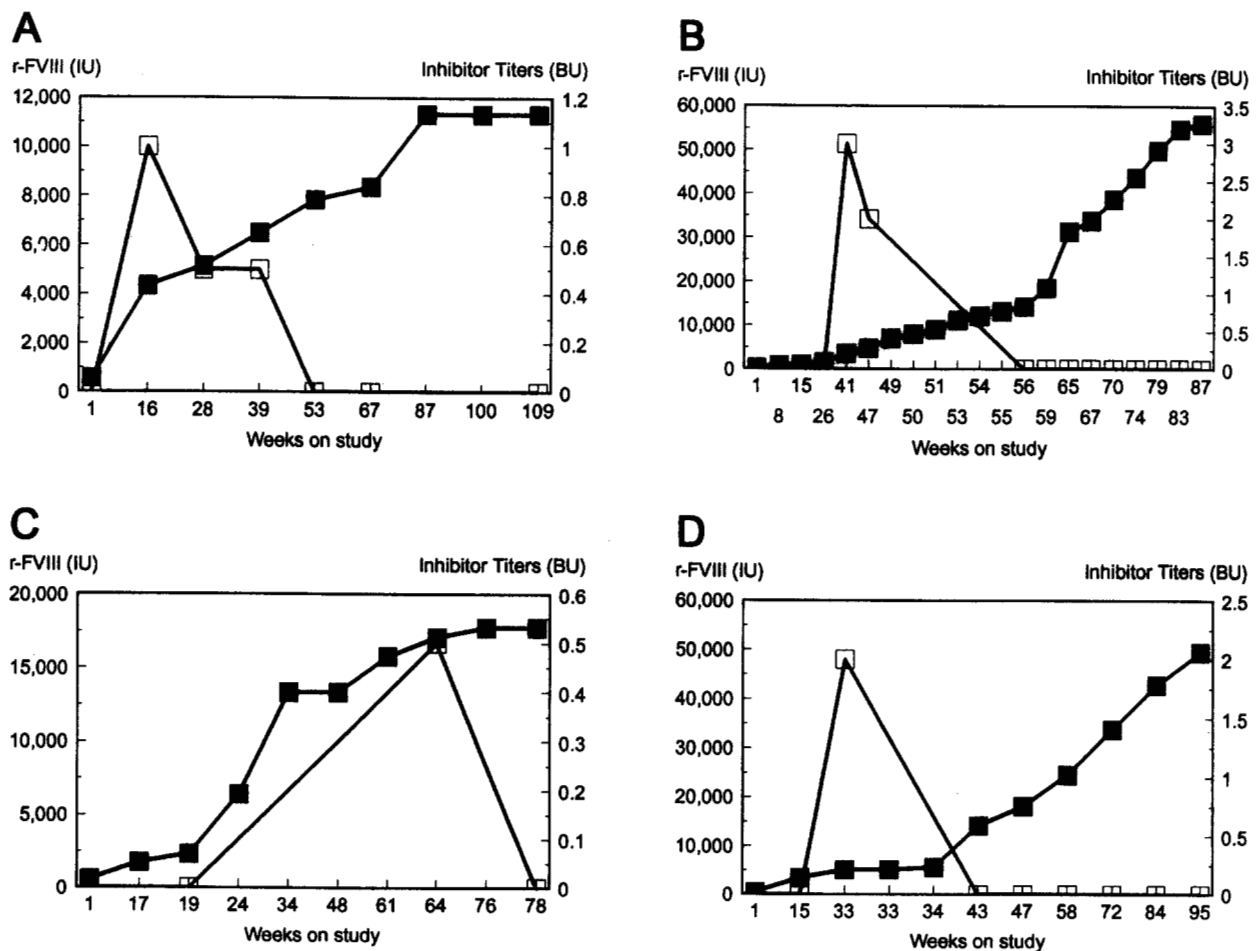 A
r-FVIII (IU) Inhibitor Titers (BU)
12,000 1.2
10,000 1
8,000 0.8
6,000 0.6
4,000 0.4
2,000 0.2
0 0
1 16 28 39 53 67 87 100 109
Weeks on study
B
r-FVIII (IU) Inhibitor Titers (BU)
60,000 3.5
50,000 3
40,000 2.5
30,000 2
20,000 1.5
10,000 1
0 0.5
0
1 15 41 49 51 54 56 65 70 79 87
8 26 47 50 53 55 59 67 74 83
Weeks on study
C
r-FVIII (IU) Inhibitor Titers (BU)
20,000 0.6
15,000 0.5
10,000 0.4
5,000 0.3
0 0.2
0.1
0
1 17 19 24 34 48 61 64 76 78
Weeks on study
D
r-FVIII (IU) Inhibitor Titers (BU)
60,000 2.5
50,000 2
40,000 1.5
30,000 1
20,000 0.5
10,000 0
0
1 15 33 33 34 43 47 58 72 84 95
Weeks on study